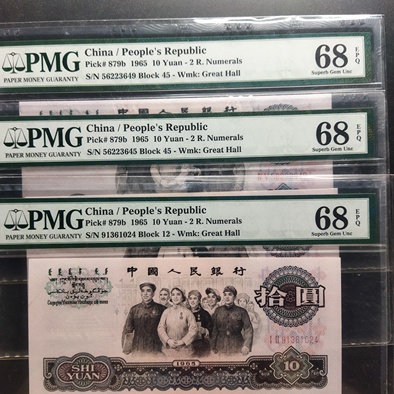 PMG
PAPER MONEY GUARANTY
China / People's Republic
Pick# 879b 1965 10 Yuan - 2 R. Numerals
S/N 56223649 Block 45 - Wmk: Great Hall
68 EPQ
Superb Gem Unc
PMG
PAPER MONEY GUARANTY
China / People's Republic
Pick# 879b 1965 10 Yuan - 2 R. Numerals
S/N 56223645 Block 45 - Wmk: Great Hall
68 EPQ
Superb Gem Unc
PMG
PAPER MONEY GUARANTY
China / People's Republic
Pick# 879b 1965 10 Yuan - 2 R. Numerals
S/N 91361024 Block 12 - Wmk: Great Hall
68 EPQ
Superb Gem Unc
中國人民銀行
拾圓
91361024
1965
SHI
YUAN
10